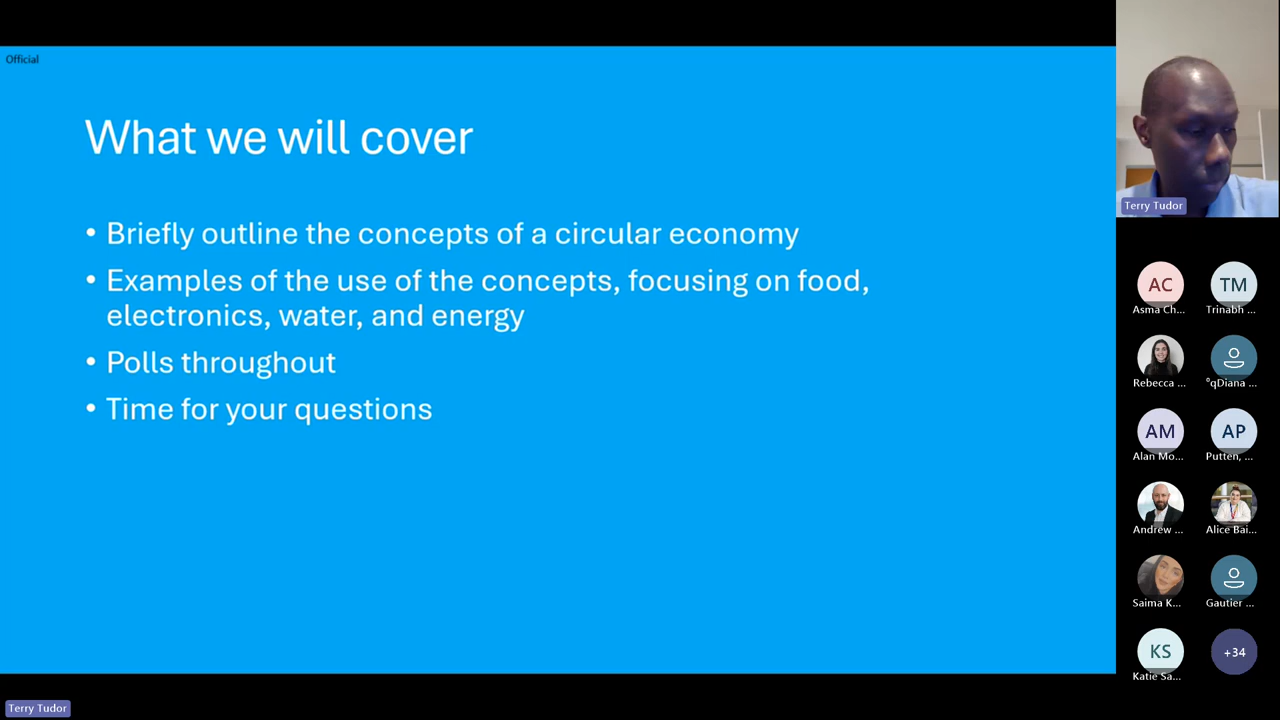 Official
What we will cover
• Briefly outline the concepts of a circular economy
• Examples of the use of the concepts, focusing on food,
electronics, water, and energy
• Polls throughout
• Time for your questions
Terry Tudor
AC
TM
Asma Ch...
Trinabh ...
Rebecca ...
°qDiana ...
AM
AP
Alan Mo...
Putten, ...
Andrew ...
Alice Bai...
Saima K...
Gautier ...
KS
+34
Katie Sa...
Terry Tudor